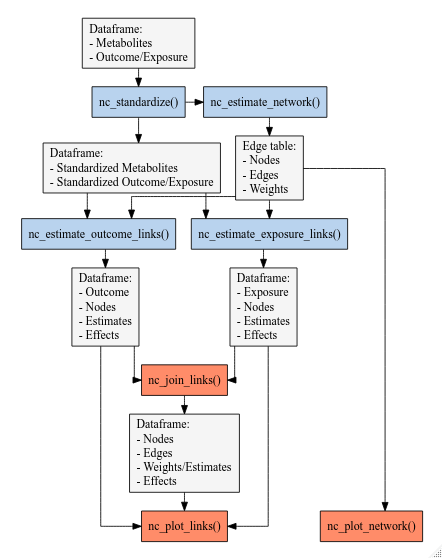 Dataframe:
- Metabolites
- Outcome/Exposure
nc_standardize()
nc_estimate_network()
Dataframe:
- Standardized Metabolites
- Standardized Outcome/Exposure
Edge table:
- Nodes
- Edges
- Weights
nc_estimate_outcome_links()
nc_estimate_exposure_links()
Dataframe:
- Outcome
- Nodes
- Estimates
- Effects
Dataframe:
- Exposure
- Nodes
- Estimates
- Effects
nc_join_links()
Dataframe:
- Nodes
- Edges
- Weights/Estimates
- Effects
nc_plot_links()
nc_plot_network()